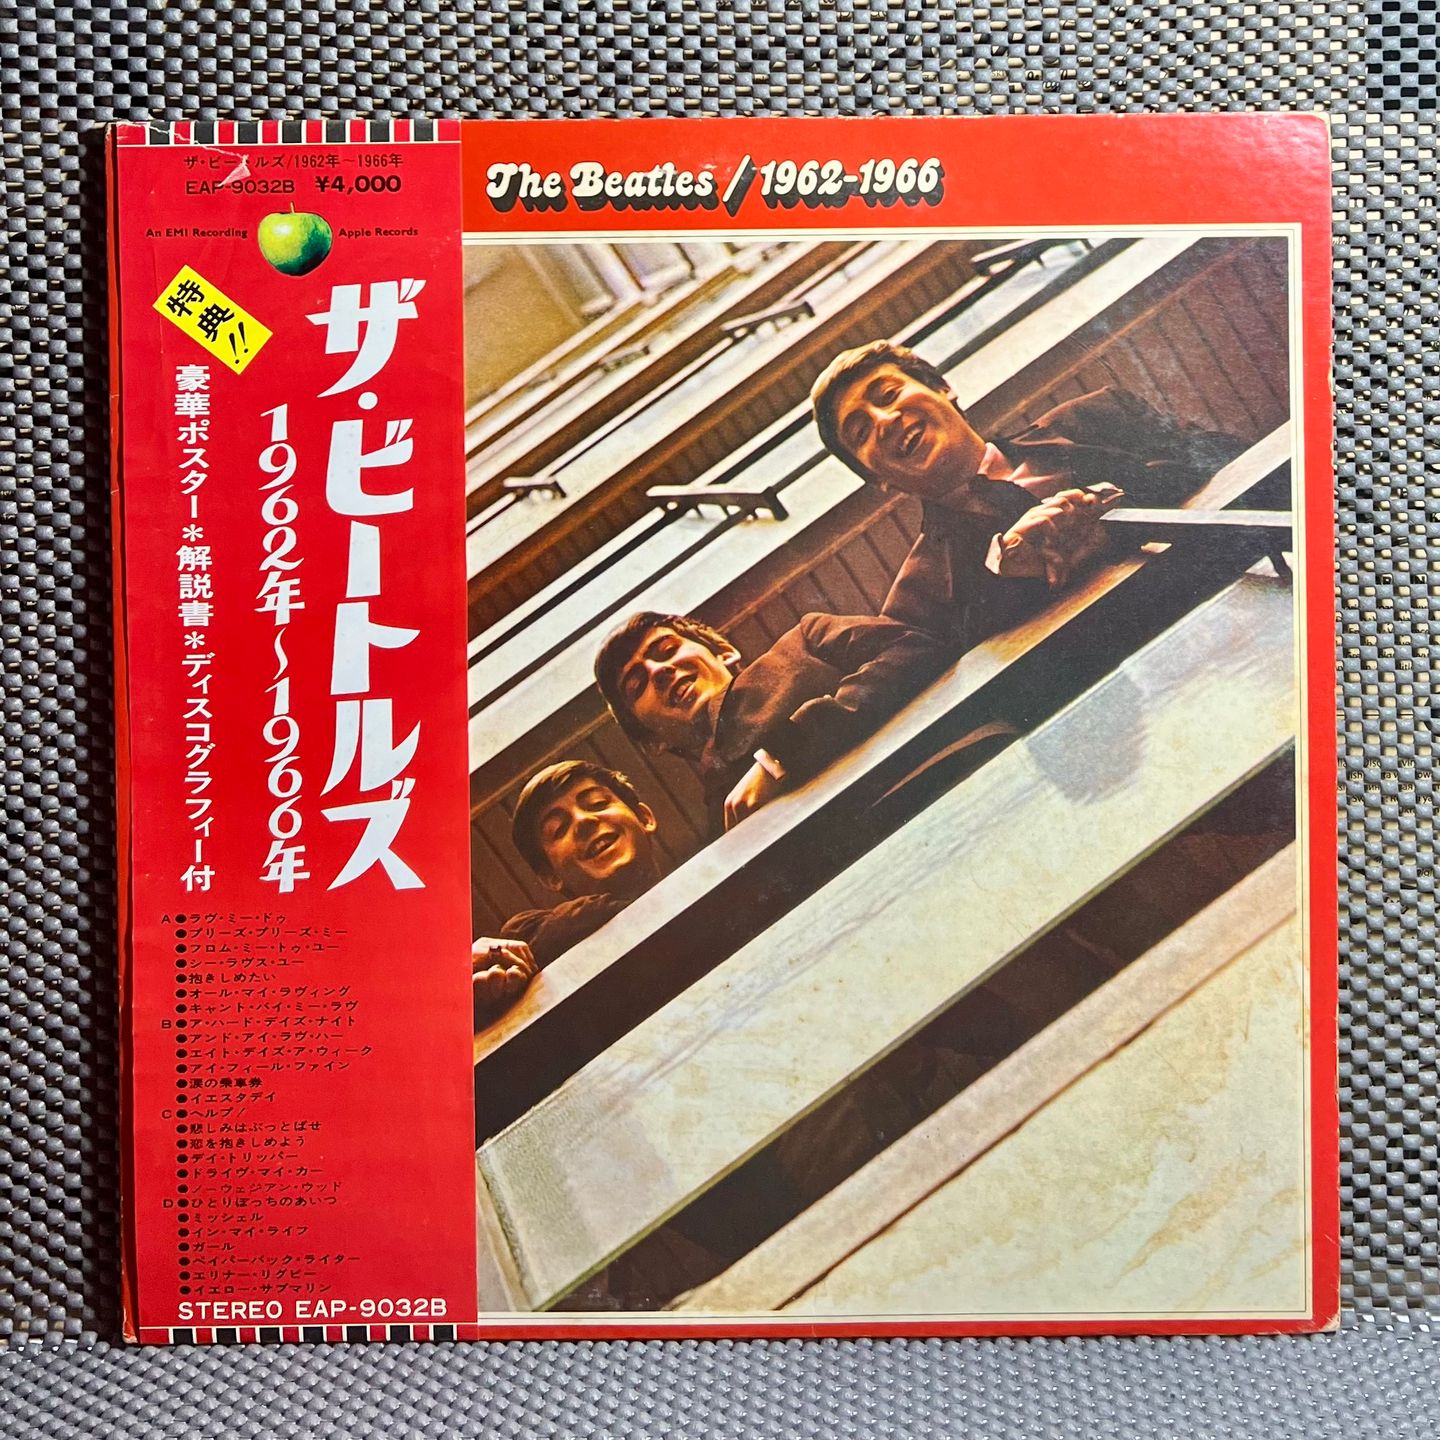 ザ・ビートルズ/1962年〜1966年
EAP-9032B ¥4,000
An EMI Recording Apple Records
特典!!
ザ・ビートルズ
1962年〜1966年
豪華ポスター*解説書*ディスコグラフィー付
A●ラヴ・ミー・ドゥ
●プリーズ・プリーズ・ミー
●フロム・ミー・トゥ・ユー
●シー・ラヴズ・ユー
●抱きしめたい
●オール・マイ・ラヴィング
●キャント・バイ・ミー・ラヴ
B●ア・ハード・デイズ・ナイト
●アンド・アイ・ラヴ・ハー
●エイト・デイズ・ア・ウィーク
●アイ・フィール・ファイン
●涙の乗車券
●イエスタデイ
C●ヘルプ!
●悲しみはぶっとばせ
●恋を抱きしめよう
●デイ・トリッパー
●ドライヴ・マイ・カー
●ノーウェジアン・ウッド
D●ひとりぼっちのあいつ
●ミッシェル
●イン・マイ・ライフ
●ガール
●ペイパーバック・ライター
●エリナー・リグビー
●イエロー・サブマリン
STEREO EAP-9032B
The Beatles / 1962-1966